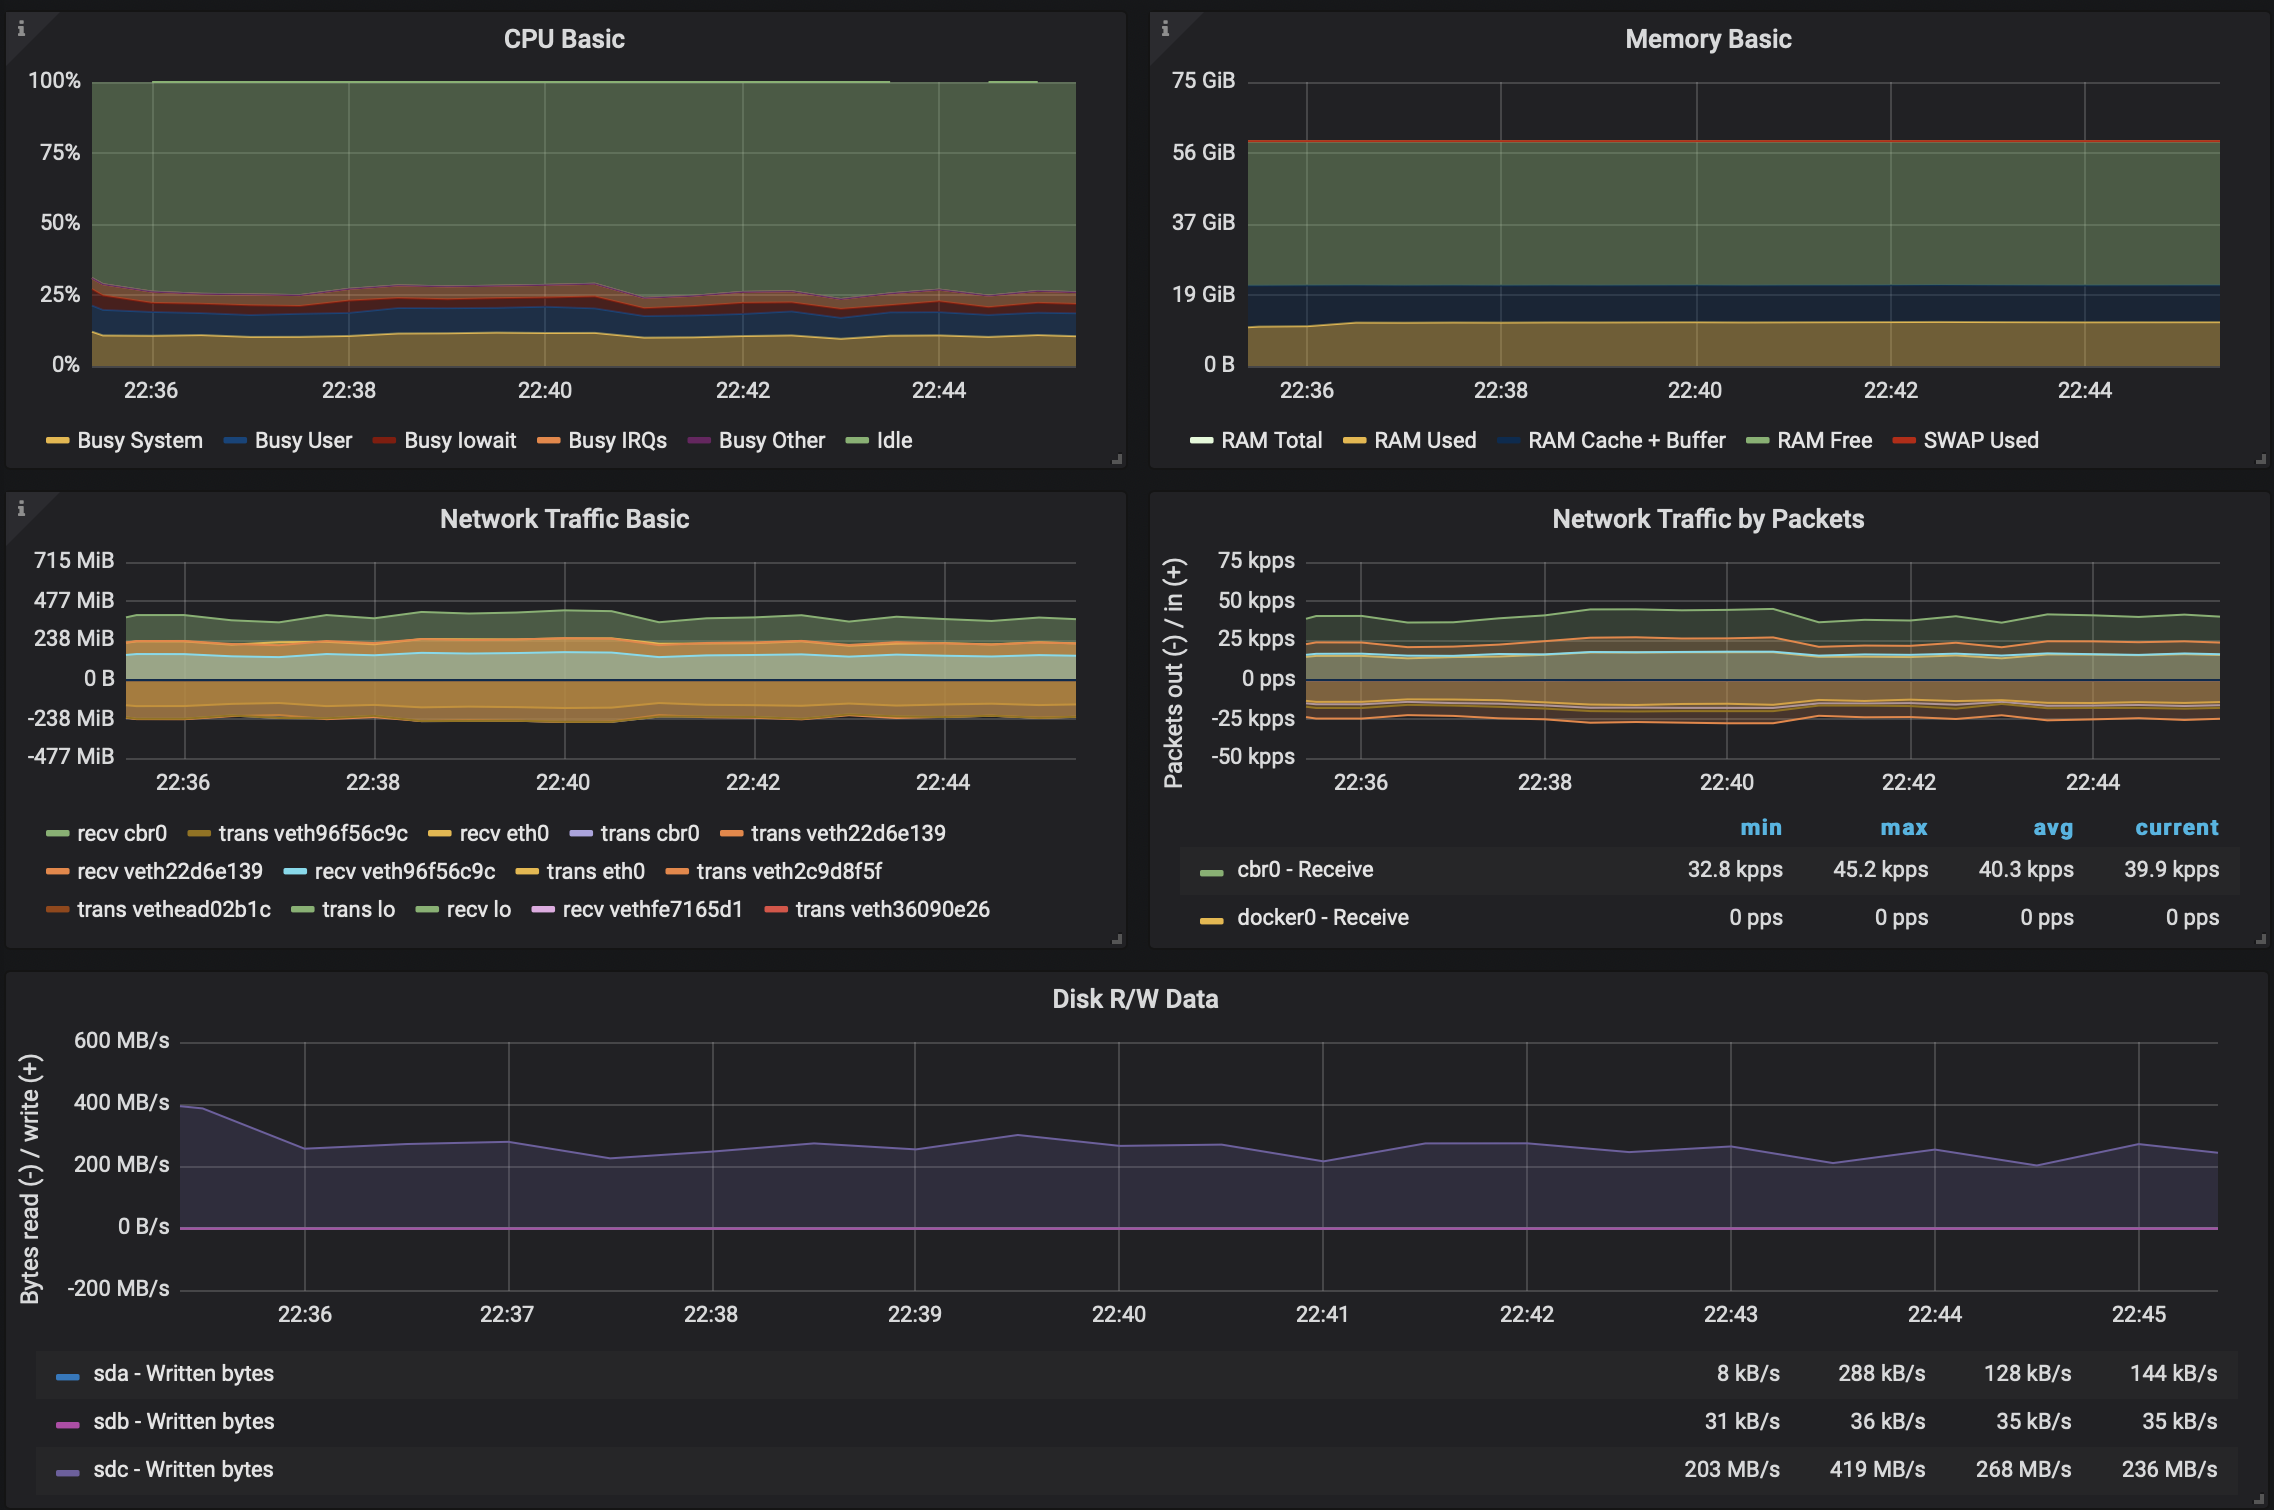 CPU Basic
100%
75%
50%
25%
0%
22:36 22:38 22:40 22:42 22:44
Busy System Busy User Busy Iowait Busy IRQs Busy Other Idle
Memory Basic
75 GiB
56 GiB
37 GiB
19 GiB
0 B
22:36 22:38 22:40 22:42 22:44
RAM Total RAM Used RAM Cache + Buffer RAM Free SWAP Used
Network Traffic Basic
715 MiB
477 MiB
238 MiB
0 B
-238 MiB
-477 MiB
22:36 22:38 22:40 22:42 22:44
recv cbr0 trans veth96f56c9c recv eth0 trans cbr0 trans veth22d6e139
recv veth22d6e139 recv veth96f56c9c trans eth0 trans veth2c9d8f5f
trans vethead02b1c trans lo recv lo recv vethfe7165d1 trans veth36090e26
Network Traffic by Packets
Packets out (-) / in (+)
75 kpps
50 kpps
25 kpps
0 pps
-25 kpps
-50 kpps
22:36 22:38 22:40 22:42 22:44
min max avg current
cbr0 - Receive 32.8 kpps 45.2 kpps 40.3 kpps 39.9 kpps
docker0 - Receive 0 pps 0 pps 0 pps 0 pps
Disk R/W Data
Bytes read (-) / write (+)
600 MB/s
400 MB/s
200 MB/s
0 B/s
-200 MB/s
22:36 22:37 22:38 22:39 22:40 22:41 22:42 22:43 22:44 22:45
sda - Written bytes 8 kB/s 288 kB/s 128 kB/s 144 kB/s
sdb - Written bytes 31 kB/s 36 kB/s 35 kB/s 35 kB/s
sdc - Written bytes 203 MB/s 419 MB/s 268 MB/s 236 MB/s